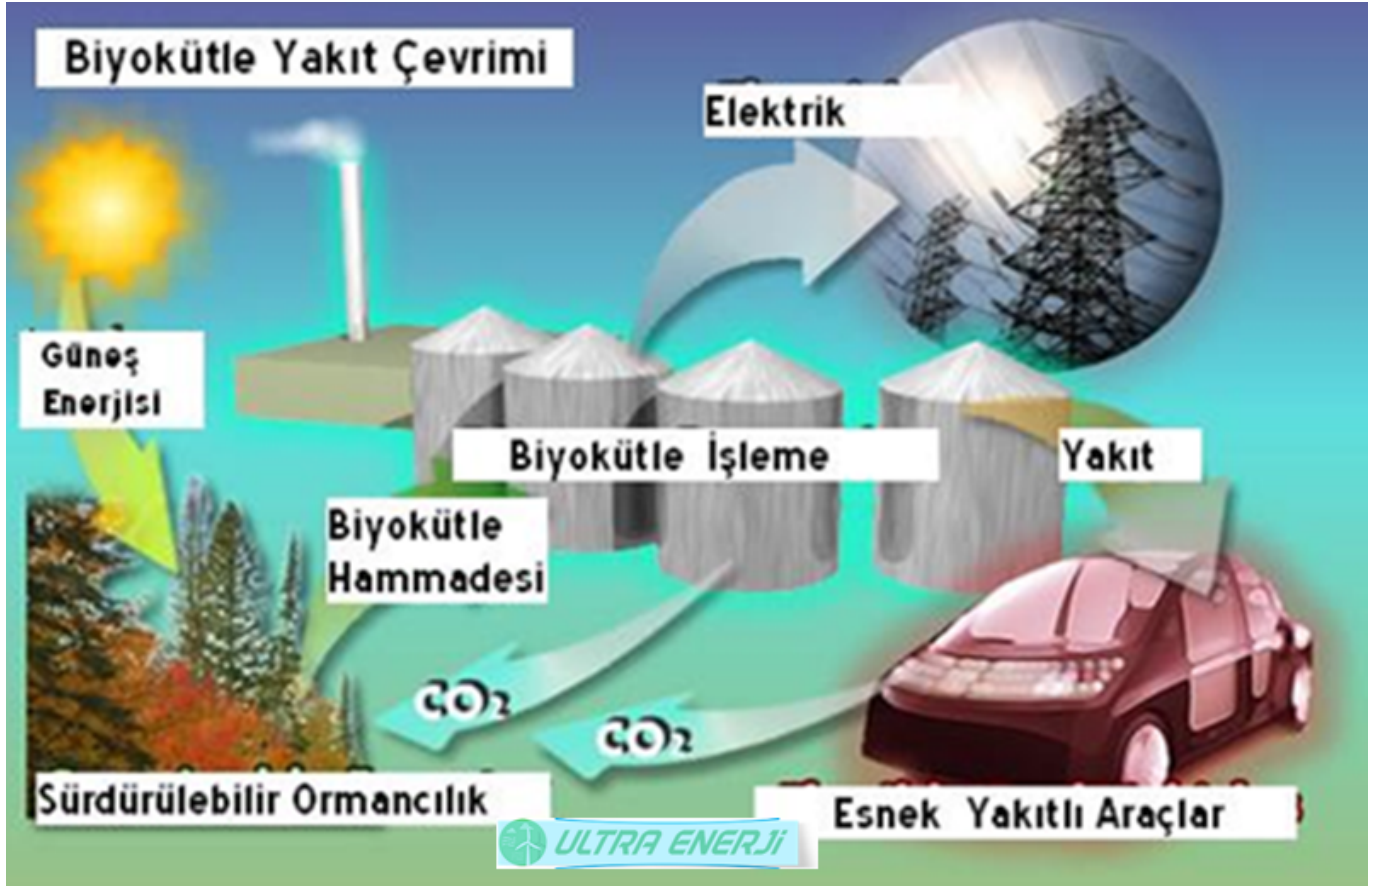 Biyokütle Yakıt Çevrimi
Elektrik
Güneş
Enerjisi
Biyokütle İşleme
Yakıt
Biyokütle
Hammadesi
CO2
CO2
Sürdürülebilir Ormancılık
Esnek Yakıtlı Araçlar
ULTRA ENERJi